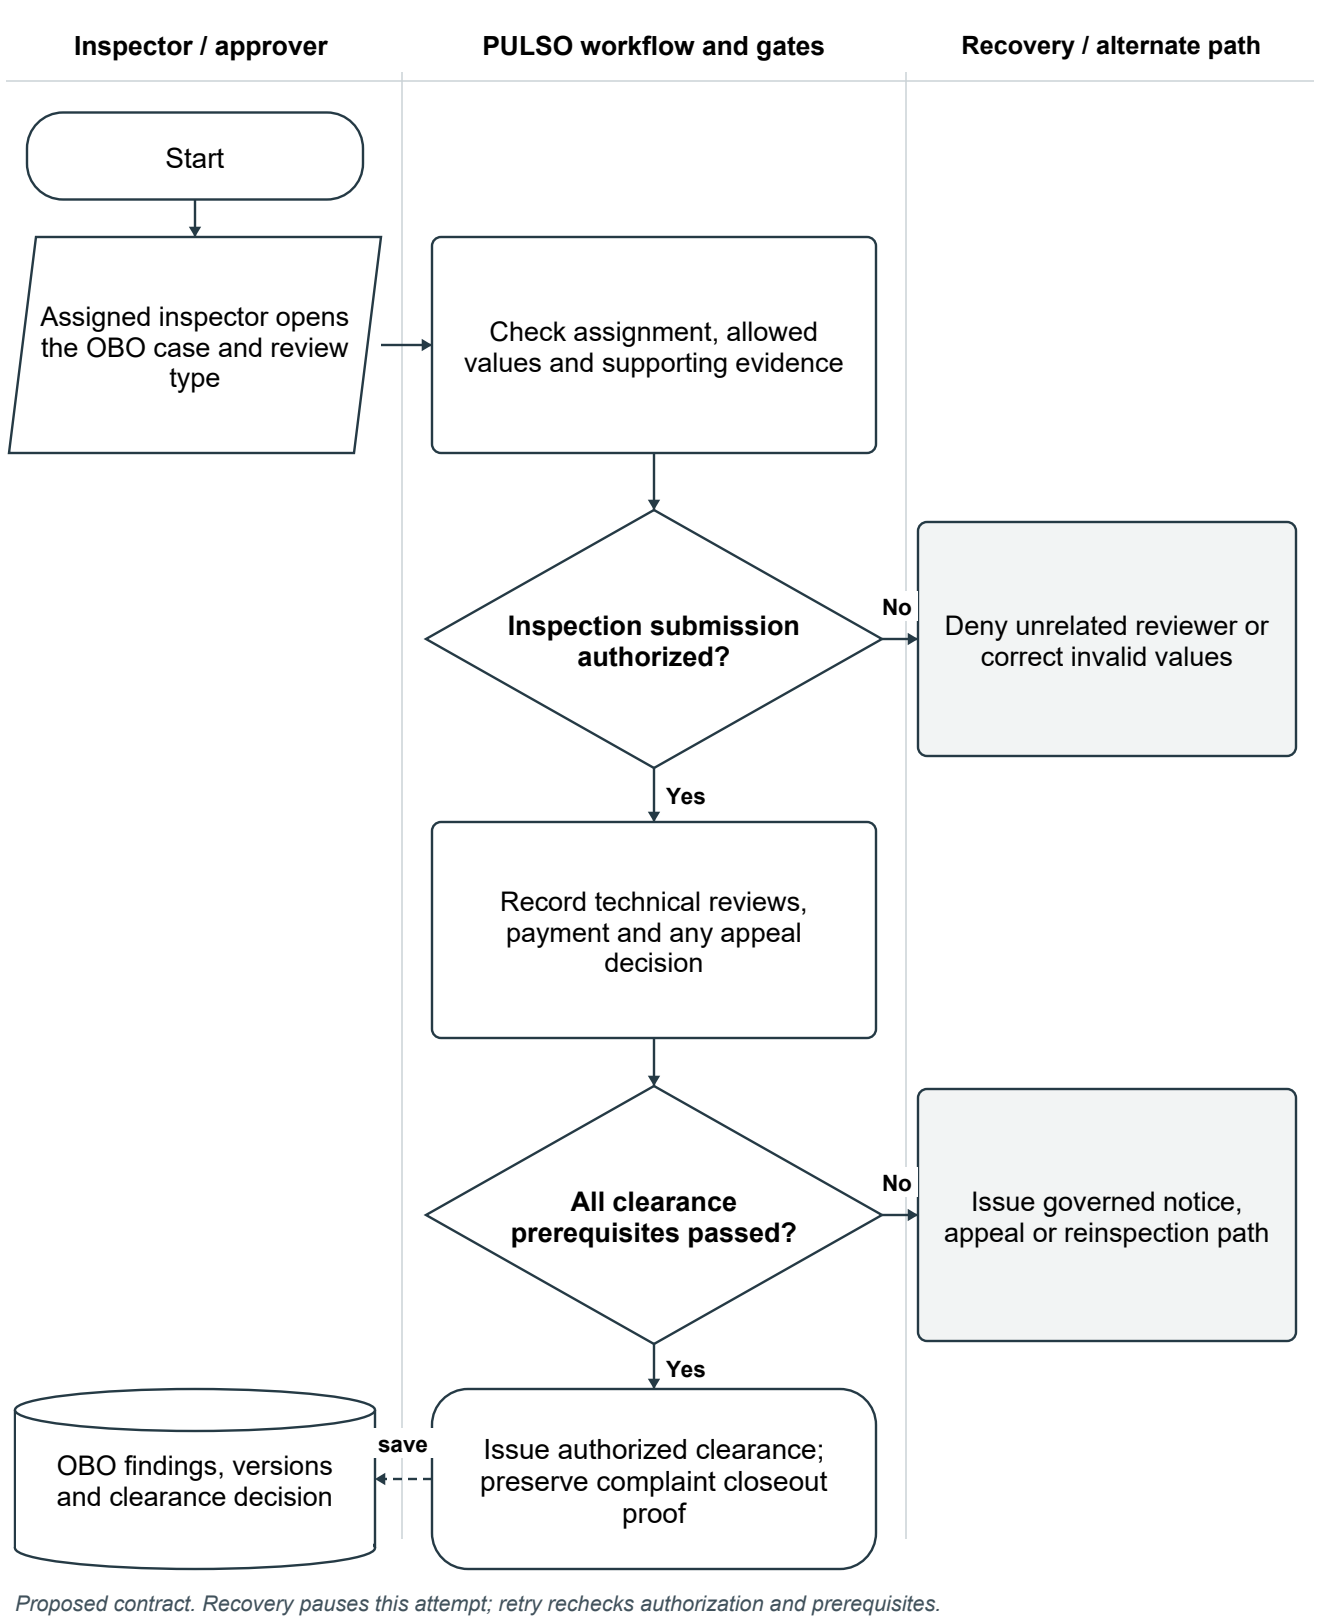 Inspector / approver
PULSO workflow and gates
Recovery / alternate path
Start
Assigned inspector opens
the OBO case and review
type
Check assignment, allowed
values and supporting evidence
Inspection submission
authorized?
No
Deny unrelated reviewer or
correct invalid values
Yes
Record technical reviews,
payment and any appeal
decision
All clearance
prerequisites passed?
No
Issue governed notice,
appeal or reinspection path
Yes
Issue authorized clearance;
preserve complaint closeout
proof
save
OBO findings, versions
and clearance decision
Proposed contract. Recovery pauses this attempt; retry rechecks authorization and prerequisites.